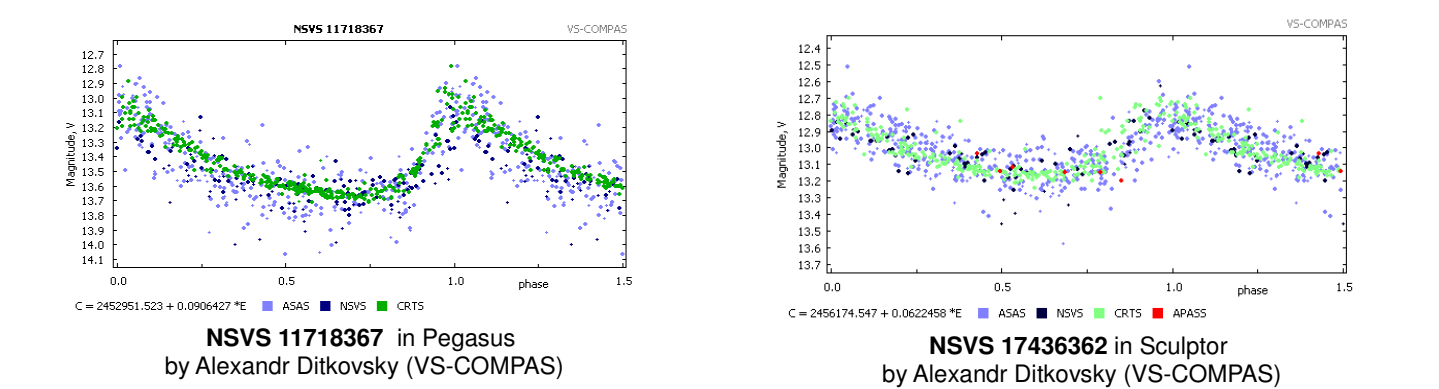 NSVS 11718367
VS-COMPAS
Magnitude, V
12.7
12.8
12.9
13.0
13.1
13.2
13.3
13.4
13.5
13.6
13.7
13.8
13.9
14.0
14.1
0.0
0.5
1.0
phase
1.5
C = 2452951.523 + 0.0906427 *E ASAS NSVS CRTS
NSVS 11718367 in Pegasus
by Alexandr Ditkovsky (VS-COMPAS)
VS-COMPAS
Magnitude, V
12.4
12.5
12.6
12.7
12.8
12.9
13.0
13.1
13.2
13.3
13.4
13.5
13.6
13.7
0.0
0.5
1.0
phase
1.5
C = 2456174.547 + 0.0622458 *E ASAS NSVS CRTS APASS
NSVS 17436362 in Sculptor
by Alexandr Ditkovsky (VS-COMPAS)